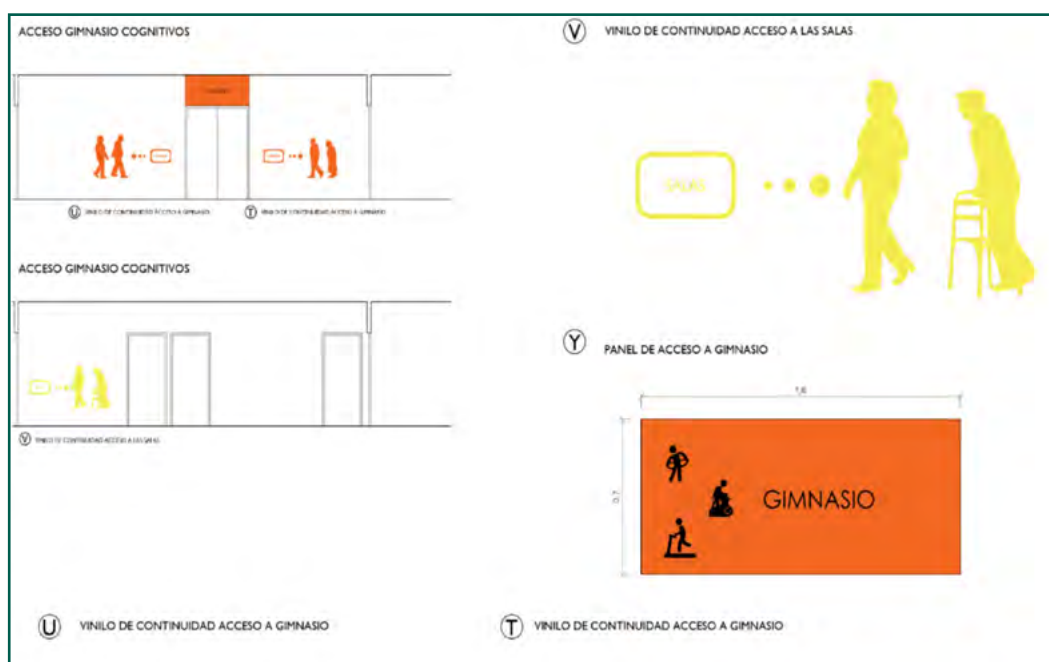 ACCESO GIMNASIO COGNITIVOS
U VINILO DE CONTINUIDAD ACCESO A GIMNASIO
T VINILO DE CONTINUIDAD ACCESO A GIMNASIO
ACCESO GIMNASIO COGNITIVOS
V VINILO DE CONTINUIDAD ACCESO A LAS SALAS
V VINILO DE CONTINUIDAD ACCESO A LAS SALAS
SALAS
Y PANEL DE ACCESO A GIMNASIO
1,6
0,7
GIMNASIO
U VINILO DE CONTINUIDAD ACCESO A GIMNASIO
T VINILO DE CONTINUIDAD ACCESO A GIMNASIO